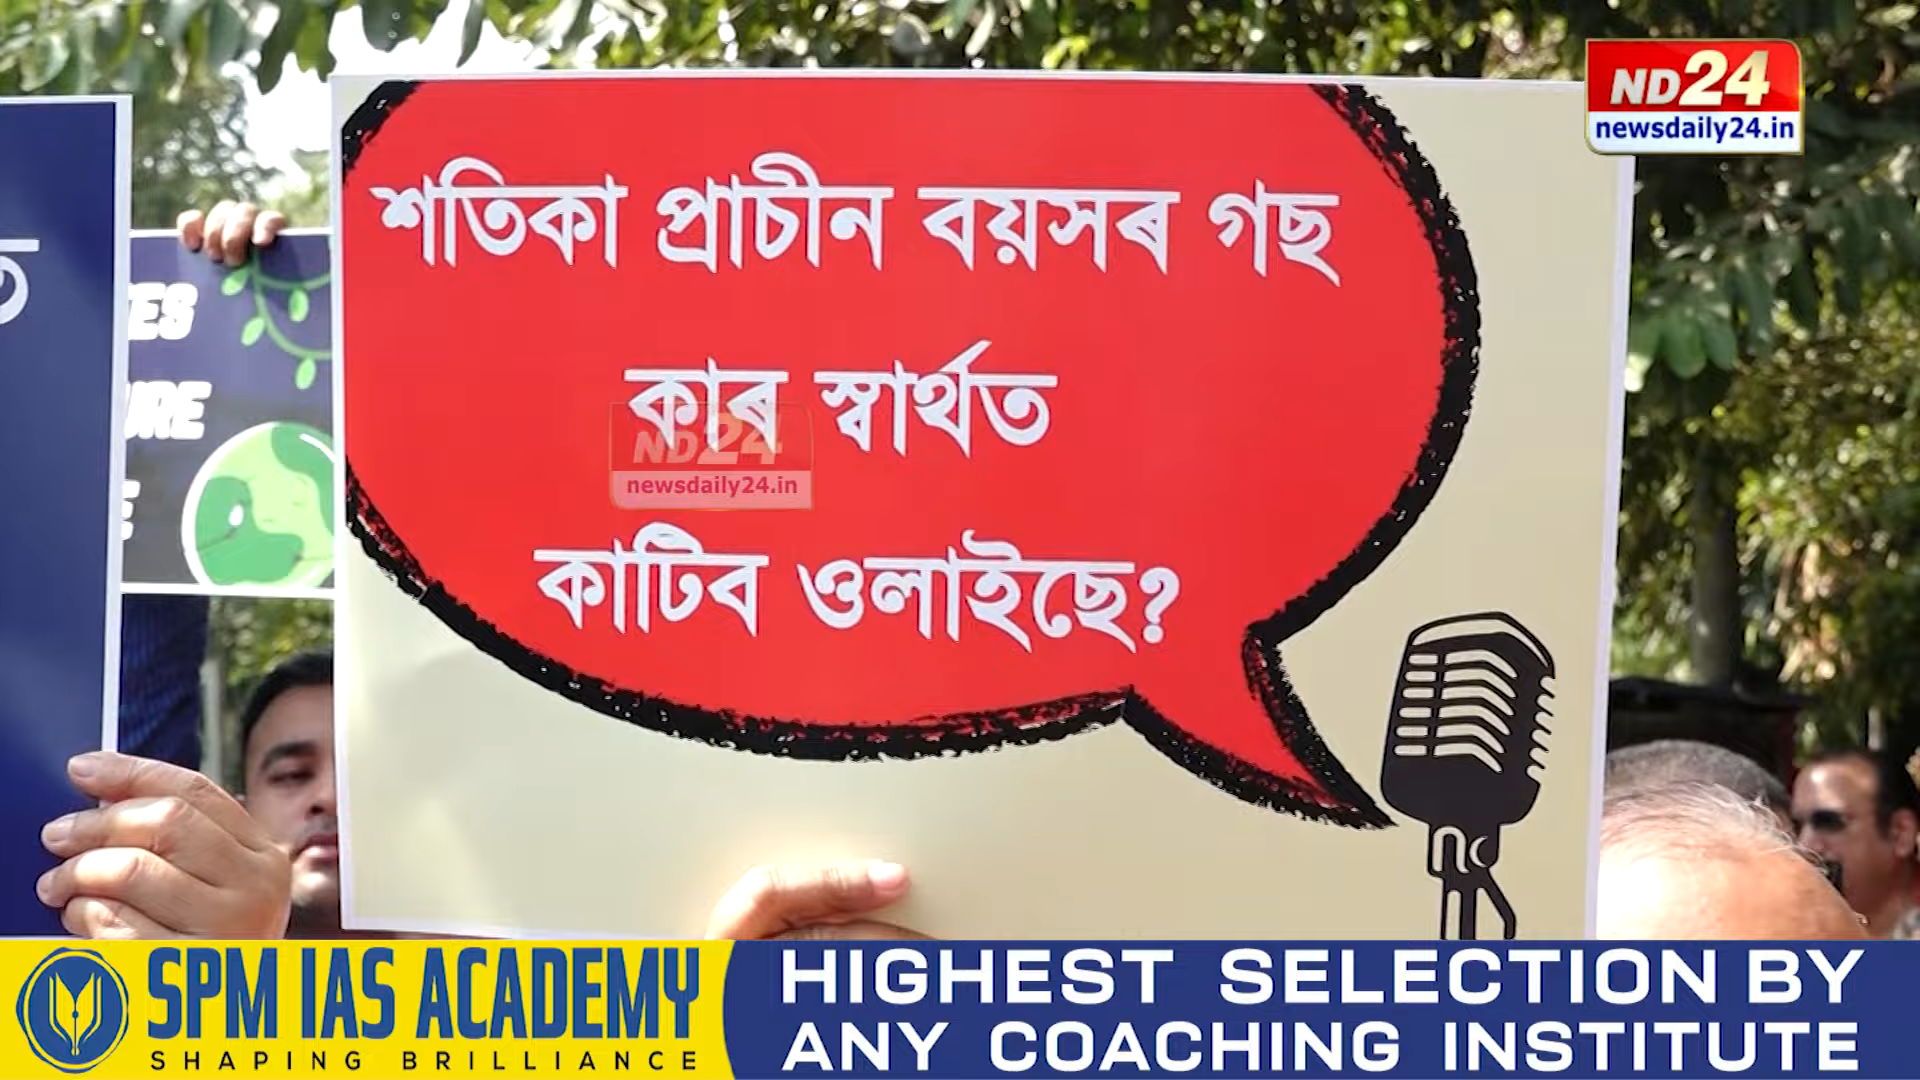 ND24
newsdaily24.in
শতিকা প্ৰাচীন বয়সৰ গছ
কাৰ স্বাৰ্থত
কাটিব ওলাইছে?
ND24
newsdaily24.in
SPM IAS ACADEMY
SHAPING BRILLIANCE
HIGHEST SELECTION BY
ANY COACHING INSTITUTE